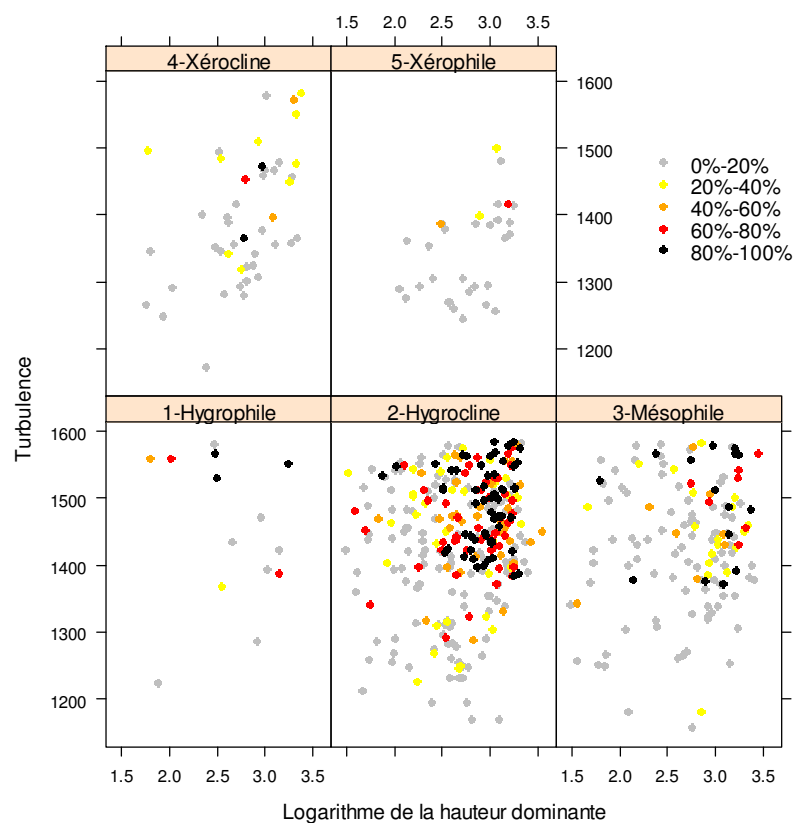 1.5 2.0 2.5 3.0 3.5
4-Xérocline 5-Xérophile
1600
1500
1400
1300
1200
0%-20%
20%-40%
40%-60%
60%-80%
80%-100%
Turbulence
1-Hygrophile 2-Hygrocline 3-Mésophile
1600
1500
1400
1300
1200
1.5 2.0 2.5 3.0 3.5 1.5 2.0 2.5 3.0 3.5
Logarithme de la hauteur dominante